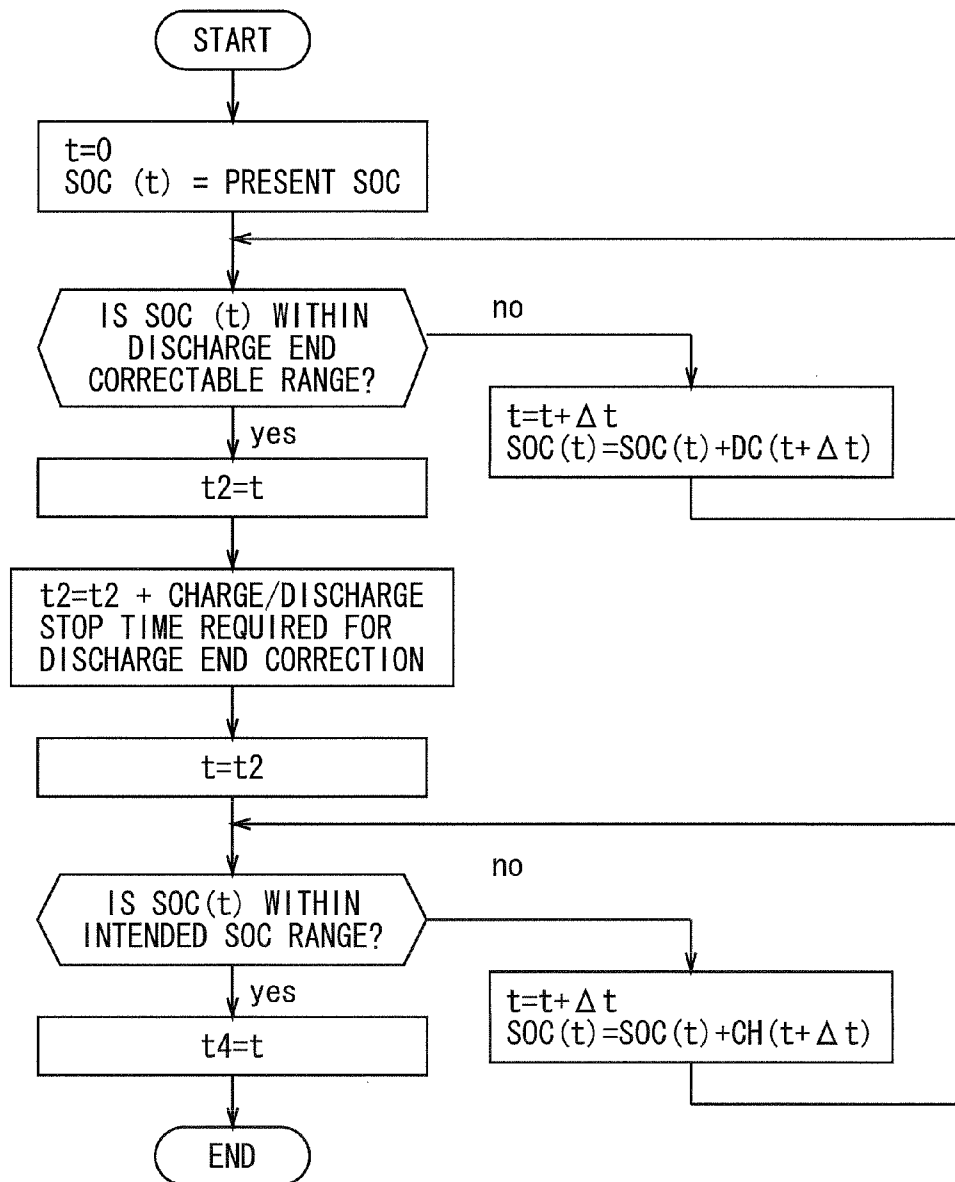 START
t=0
SOC (t) = PRESENT SOC
IS SOC (t) WITHIN
DISCHARGE END
CORRECTABLE RANGE?
no
t=t+Δt
SOC(t)=SOC(t)+DC(t+Δt)
yes
t2=t
t2=t2 + CHARGE/DISCHARGE
STOP TIME REQUIRED FOR
DISCHARGE END CORRECTION
t=t2
IS SOC(t) WITHIN
INTENDED SOC RANGE?
no
t=t+Δt
SOC(t)=SOC(t)+CH(t+Δt)
yes
t4=t
END